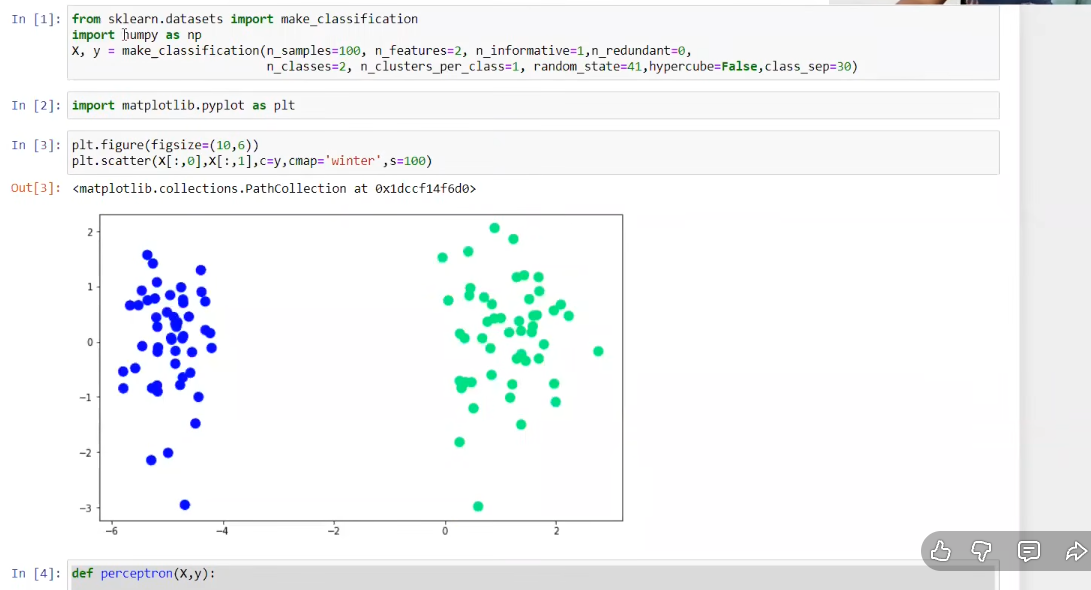 In [1]: from sklearn.datasets import make_classification
import numpy as np
X, y = make_classification(n_samples=100, n_features=2, n_informative=1,n_redundant=0,
n_classes=2, n_clusters_per_class=1, random_state=41,hypercube=False,class_sep=30)
In [2]: import matplotlib.pyplot as plt
In [3]: plt.figure(figsize=(10,6))
plt.scatter(X[:,0],X[:,1],c=y,cmap='winter',s=100)
Out[3]: <matplotlib.collections.PathCollection at 0x1dccf14f6d0>
2
1
0
−1
−2
−3
−6 −4 −2 0 2
In [4]: def perceptron(X,y):